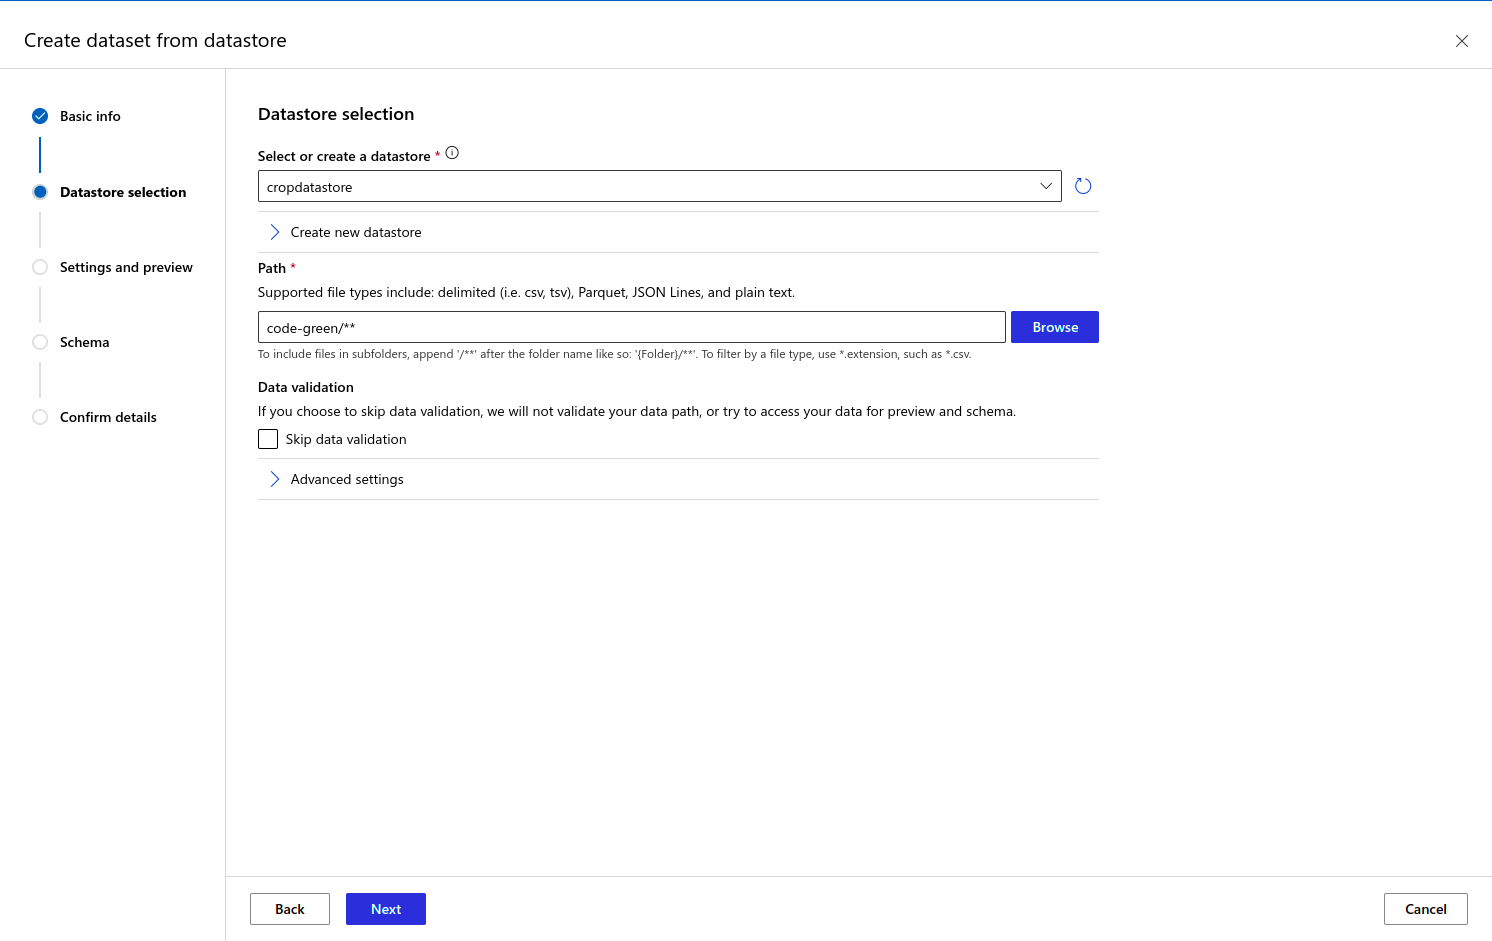 Create dataset from datastore
Basic info
Datastore selection
Settings and preview
Schema
Confirm details
Datastore selection
Select or create a datastore *
cropdatastore
Create new datastore
Path *
Supported file types include: delimited (i.e. csv, tsv), Parquet, JSON Lines, and plain text.
code-green/**
Browse
To include files in subfolders, append '/**' after the folder name like so: '{Folder}/**'. To filter by a file type, use *.extension, such as *.csv.
Data validation
If you choose to skip data validation, we will not validate your data path, or try to access your data for preview and schema.
Skip data validation
Advanced settings
Back
Next
Cancel